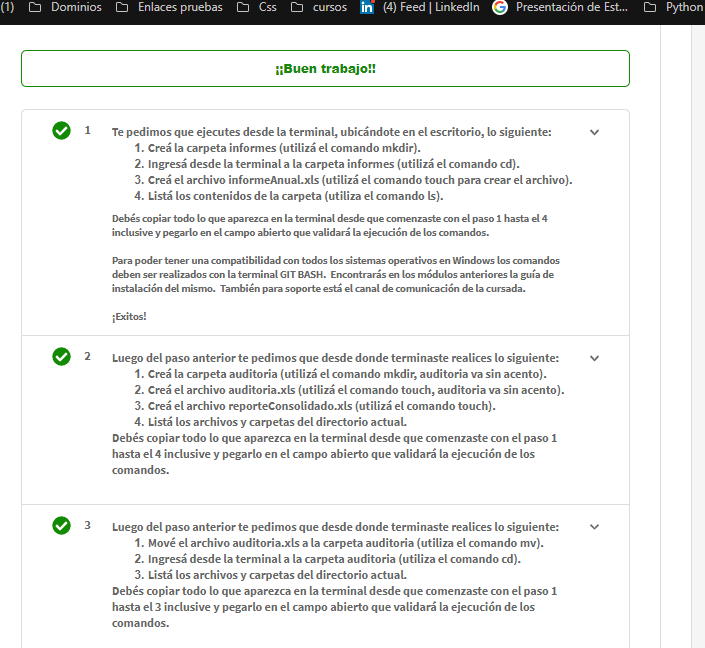 (1) Dominios Enlaces pruebas Css cursos in (4) Feed | LinkedIn G Presentación de Est... Python
¡¡Buen trabajo!!
1 Te pedimos que ejecutes desde la terminal, ubicándote en el escritorio, lo siguiente:
1. Creá la carpeta informes (utilizá el comando mkdir).
2. Ingresá desde la terminal a la carpeta informes (utilizá el comando cd).
3. Creá el archivo informeAnual.xls (utilizá el comando touch para crear el archivo).
4. Listá los contenidos de la carpeta (utiliza el comando ls).
Debés copiar todo lo que aparezca en la terminal desde que comenzaste con el paso 1 hasta el 4
inclusive y pegarlo en el campo abierto que validará la ejecución de los comandos.
Para poder tener una compatibilidad con todos los sistemas operativos en Windows los comandos
deben ser realizados con la terminal GIT BASH. Encontrarás en los módulos anteriores la guía de
instalación del mismo. También para soporte está el canal de comunicación de la cursada.
¡Exitos!
2 Luego del paso anterior te pedimos que desde donde terminaste realices lo siguiente:
1. Creá la carpeta auditoria (utilizá el comando mkdir, auditoria va sin acento).
2. Creá el archivo auditoria.xls (utilizá el comando touch, auditoria va sin acento).
3. Creá el archivo reporteConsolidado.xls (utilizá el comando touch).
4. Listá los archivos y carpetas del directorio actual.
Debés copiar todo lo que aparezca en la terminal desde que comenzaste con el paso 1
hasta el 4 inclusive y pegarlo en el campo abierto que validará la ejecución de los
comandos.
3 Luego del paso anterior te pedimos que desde donde terminaste realices lo siguiente:
1. Mové el archivo auditoria.xls a la carpeta auditoria (utiliza el comando mv).
2. Ingresá desde la terminal a la carpeta auditoria (utiliza el comando cd).
3. Listá los archivos y carpetas del directorio actual.
Debés copiar todo lo que aparezca en la terminal desde que comenzaste con el paso 1
hasta el 3 inclusive y pegarlo en el campo abierto que validará la ejecución de los
comandos.